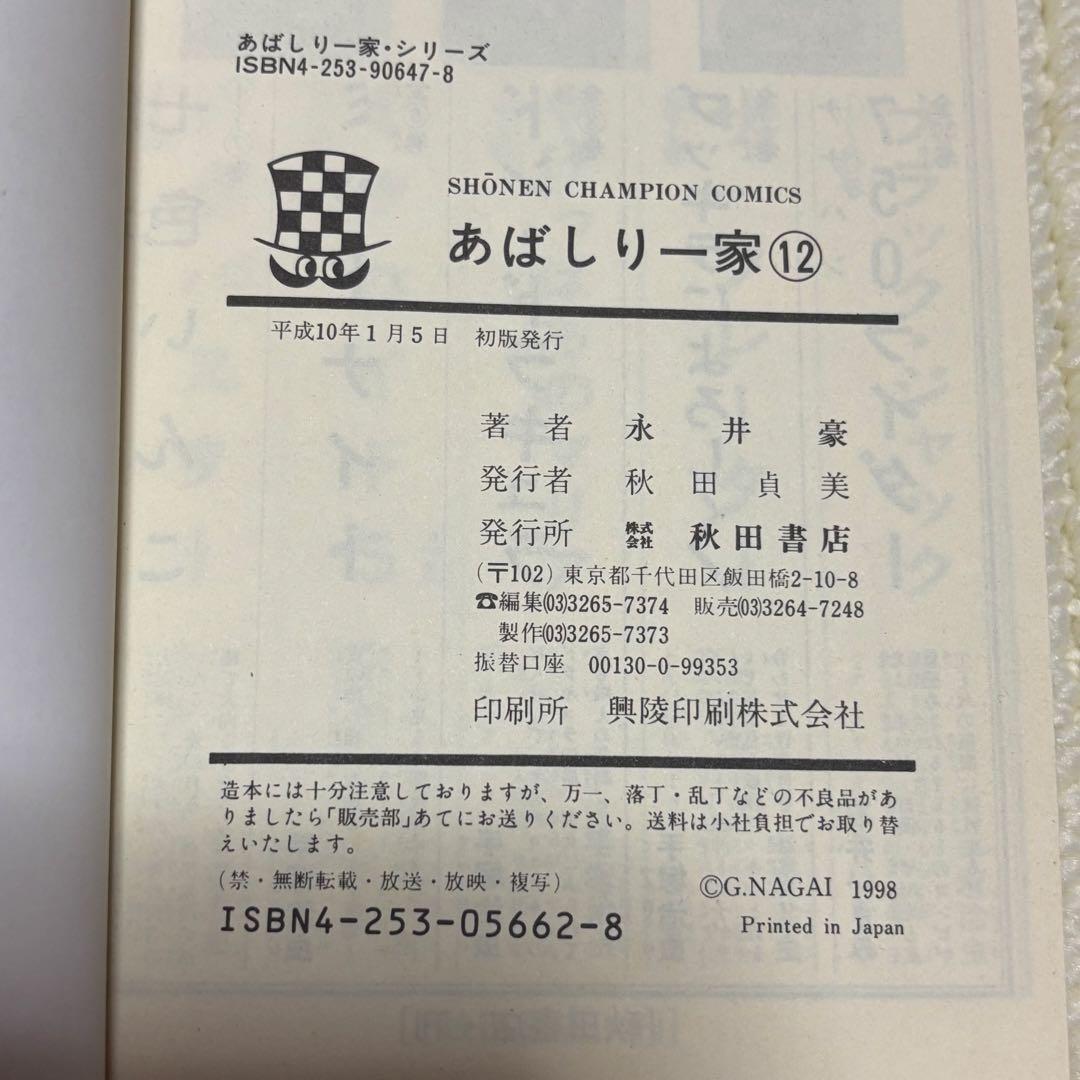 あばしり一家・シリーズ
ISBN4-253-90647-8
SHŌNEN CHAMPION COMICS
あばしり一家⑫
平成10年1月5日 初版発行
著者 永井豪
発行者 秋田貞美
発行所 株式会社 秋田書店
(〒102) 東京都千代田区飯田橋2-10-8
☎編集(03)3265-7374 販売(03)3264-7248
製作(03)3265-7373
振替口座 00130-0-99353
印刷所 興陵印刷株式会社
造本には十分注意しておりますが、万一、落丁・乱丁などの不良品があ
りましたら「販売部」あてにお送りください。送料は小社負担でお取り替
えいたします。
(禁・無断転載・放送・放映・複写)
©G.NAGAI 1998
ISBN4-253-05662-8
Printed in Japan